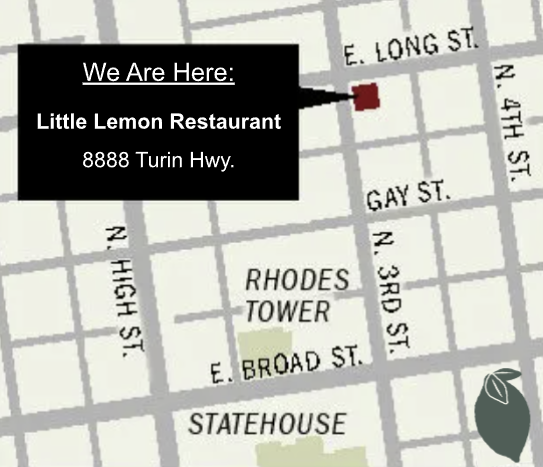 E. LONG ST.
We Are Here:
Little Lemon Restaurant
8888 Turin Hwy.
N. 4TH ST.
GAY ST.
N. HIGH ST.
N. 3RD ST.
RHODES
TOWER
E. BROAD ST.
STATEHOUSE